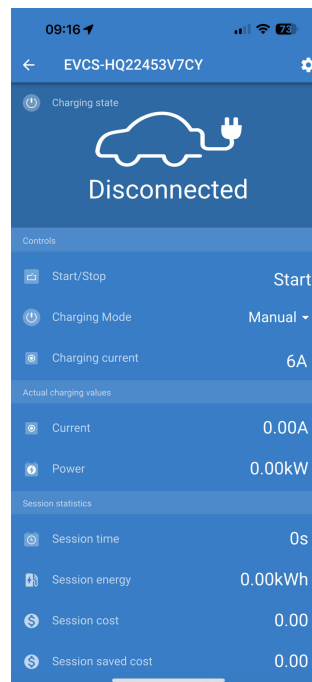 09:16 73
EVCS-HQ22453V7CY
Charging state
Disconnected
Controls
Start/Stop Start
Charging Mode Manual
Charging current 6A
Actual charging values
Current 0.00A
Power 0.00kW
Session statistics
Session time 0s
Session energy 0.00kWh
Session cost 0.00
Session saved cost 0.00